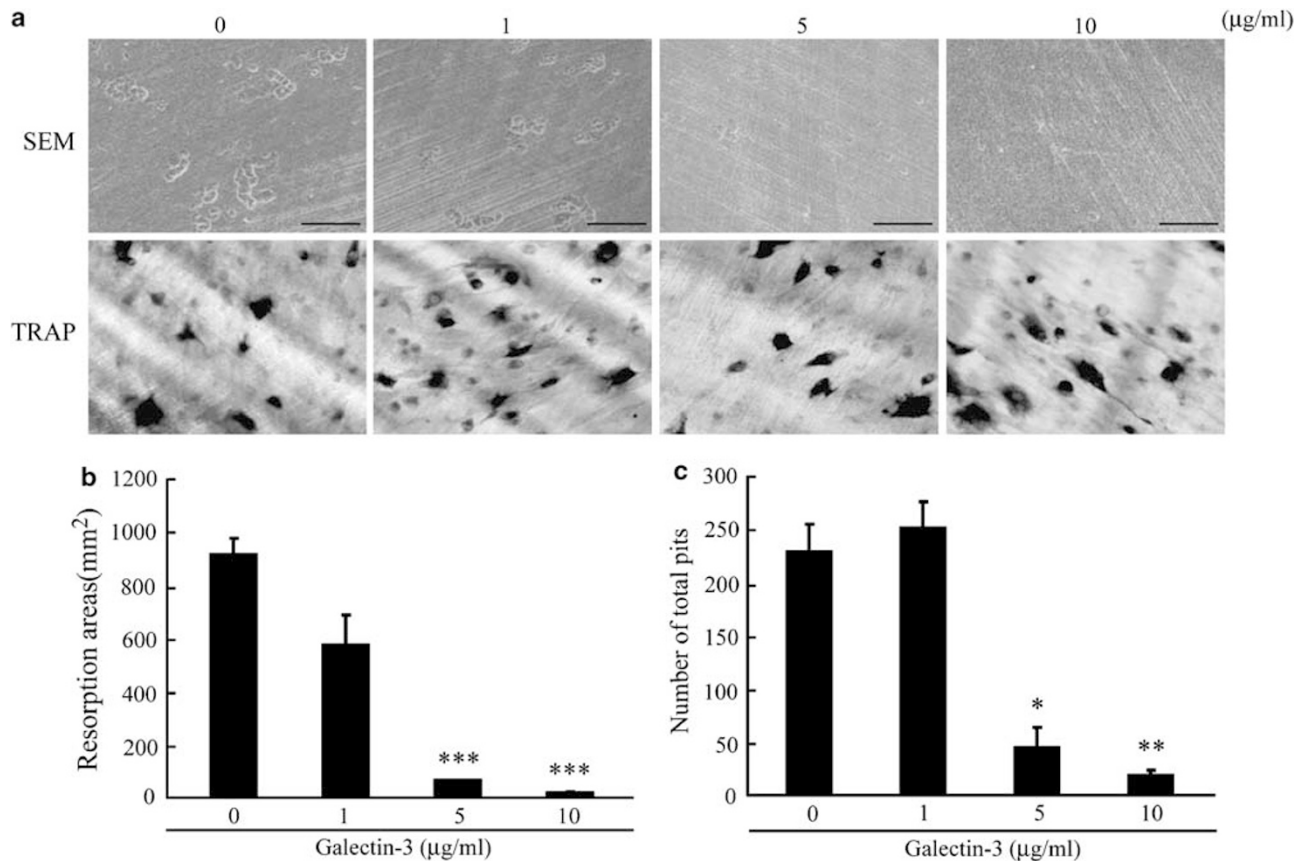 a 0 1 5 10 (μg/ml)
SEM
TRAP
b
1200
1000
800
600
400
200
0
Resorption areas(mm²)
*** ***
0 1 5 10
Galectin-3 (μg/ml)
c
300
250
200
150
100
50
0
Number of total pits
* **
0 1 5 10
Galectin-3 (μg/ml)